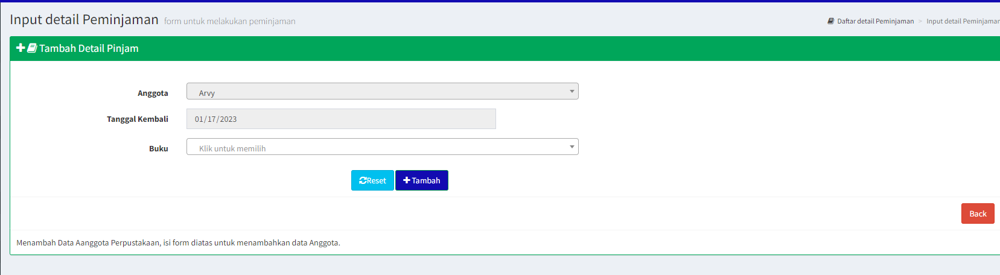 Input detail Peminjaman form untuk melakukan peminjaman
Daftar detail Peminjaman > Input detail Peminjaman
Tambah Detail Pinjam
Anggota Arvy
Tanggal Kembali 01/17/2023
Buku Klik untuk memilih
Reset Tambah
Back
Menambah Data Aanggota Perpustakaan, isi form diatas untuk menambahkan data Anggota.